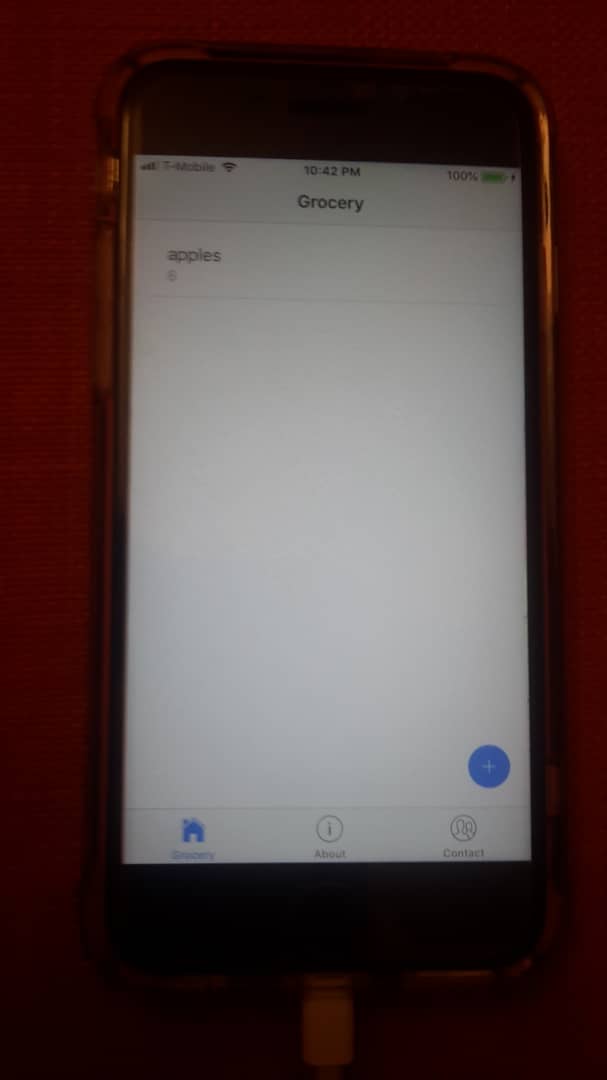 T-Mobile 10:42 PM 100%
Grocery
apples
6
+
Grocery About Contact